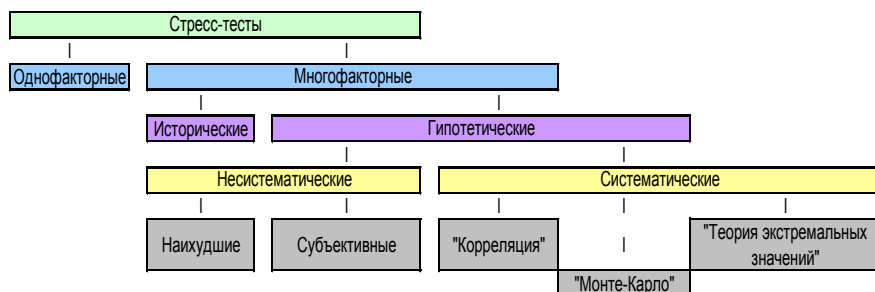 Стресс-тесты
Однофакторные
Многофакторные
Исторические
Гипотетические
Несистематические
Систематические
Наихудшие
Субъективные
"Корреляция"
"Теория экстремальных
значений"
"Монте-Карло"